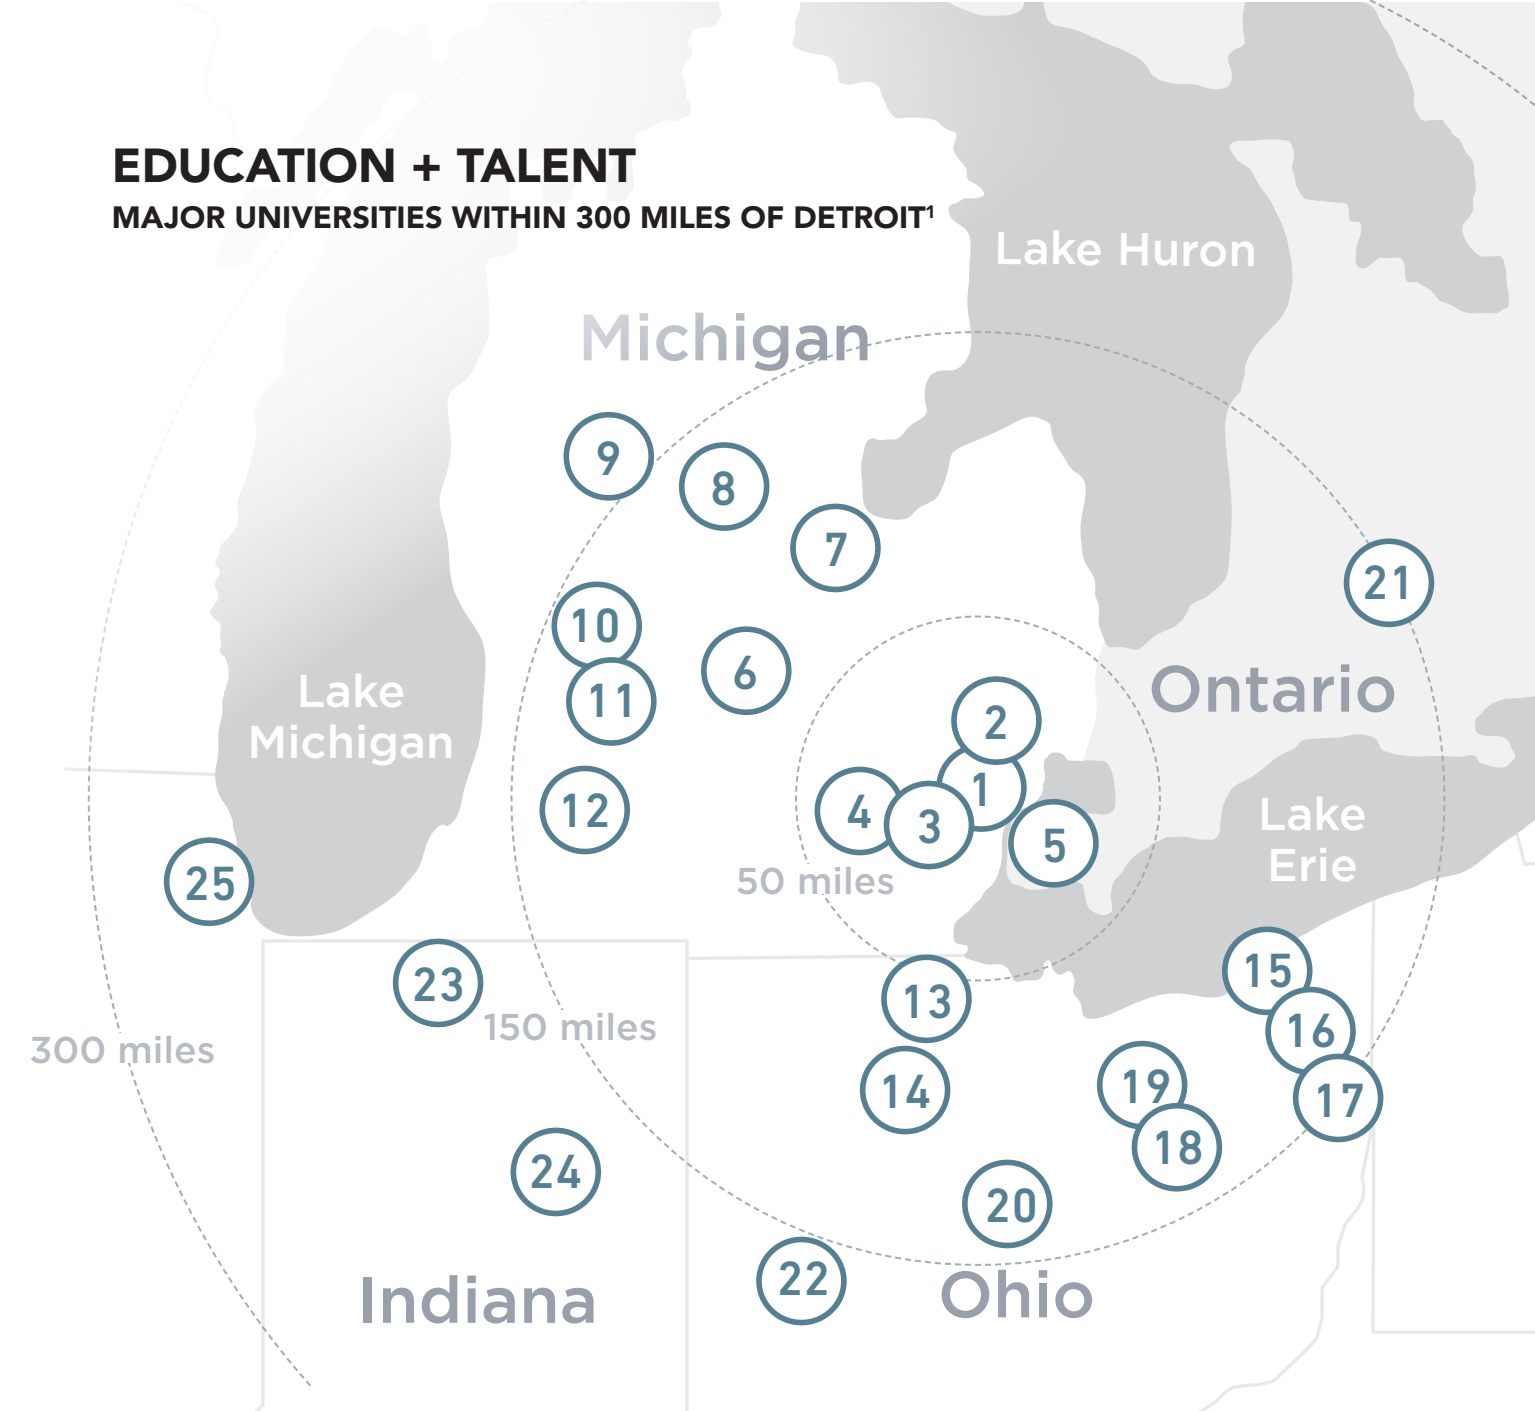 EDUCATION + TALENT
MAJOR UNIVERSITIES WITHIN 300 MILES OF DETROIT¹
Lake Huron
Michigan
9
8
7
21
10
6
11
Lake
Michigan
Ontario
2
1
12
4
3
5
Lake
Erie
50 miles
25
23
13
15
150 miles
16
300 miles
14
19
17
18
24
20
22
Indiana
Ohio